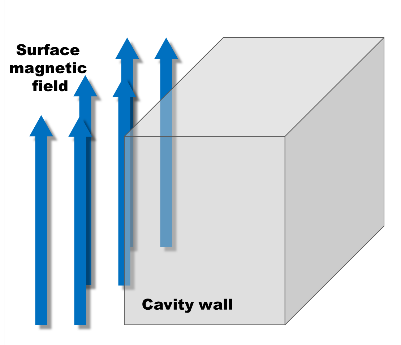 Surface
magnetic
field
Cavity wall